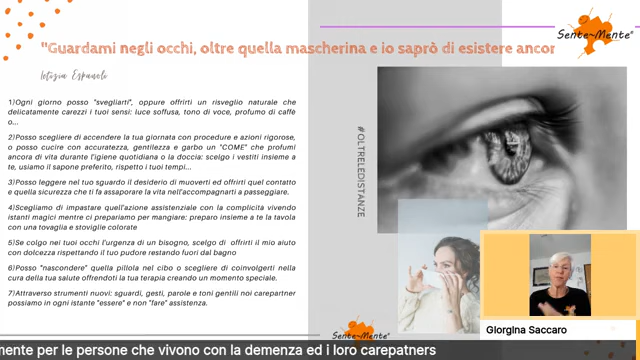 "Guardami negli occhi, oltre quella mascherina e io saprò di esistere ancor
Sente-Mente®
Letizia Espanoli
1)Ogni giorno posso "svegliarti", oppure offrirti un risveglio naturale che
delicatamente carezzi i tuoi sensi: luce soffusa, tono di voce, profumo di caffè
o...
2)Posso scegliere di accendere la tua giornata con procedure e azioni rigorose,
o posso cucire con accuratezza, gentilezza e garbo un "COME" che profumi
ancora di vita durante l'igiene quotidiana o la doccia: scelgo i vestiti insieme a
te, usiamo il sapone preferito, rispetto i tuoi tempi...
3)Posso leggere nel tuo sguardo il desiderio di muoverti ed offrirti quel contatto
e quella sicurezza che ti fa assaporare la vita nell'accompagnarti a passeggiare.
4)Scegliamo di impastare quell'azione assistenziale con la complicità vivendo
istanti magici mentre ci prepariamo per mangiare: preparo insieme a te la tavola
con una tovaglia e stoviglie colorate
5)Se colgo nei tuoi occhi l'urgenza di un bisogno, scelgo di offrirti il mio aiuto
con dolcezza rispettando il tuo pudore restando fuori dal bagno
6)Posso "nascondere" quella pillola nel cibo o scegliere di coinvolgerti nella
cura della tua salute offrendoti la tua terapia creando un momento speciale.
7)Attraverso strumenti nuovi: sguardi, gesti, parole e toni gentili noi carepartner
possiamo in ogni istante "essere" e non "fare" assistenza.
#OLTRELEDISTANZE
Giorgina Saccaro
Sente-Mente®
mente per le persone che vivono con la demenza ed i loro carepatners